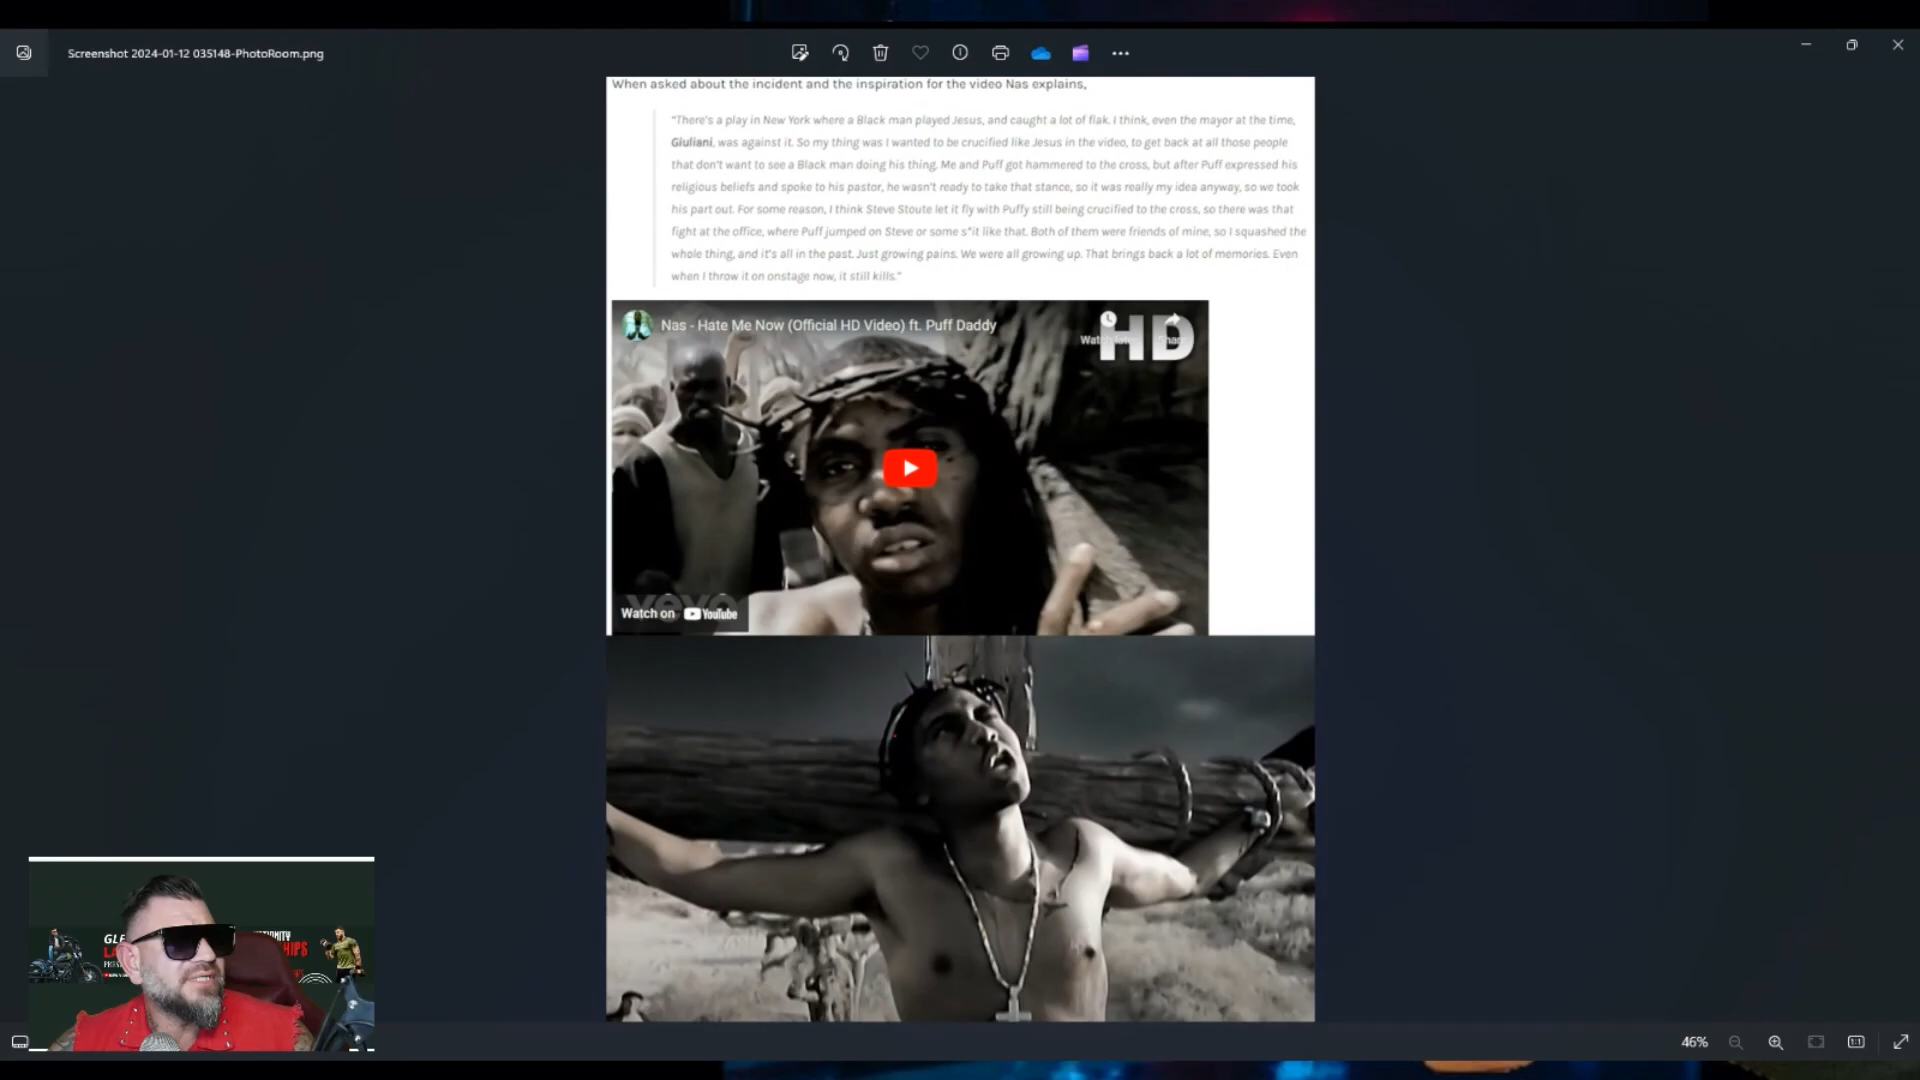 Screenshot 2024-01-12 035148-PhotoRoom.png
When asked about the incident and the inspiration for the video Nas explains,
"There's a play in New York where a Black man played Jesus, and caught a lot of flak. I think, even the mayor at the time,
Giuliani, was against it. So my thing was I wanted to be crucified like Jesus in the video, to get back at all those people
that don't want to see a Black man doing his thing. Me and Puff got hammered to the cross, but after Puff expressed his
religious beliefs and spoke to his pastor, he wasn't ready to take that stance, so it was really my idea anyway, so we took
his part out. For some reason, I think Steve Stoute let it fly with Puffy still being crucified to the cross, so there was that
fight at the office, where Puff jumped on Steve or some s*it like that. Both of them were friends of mine, so I squashed the
whole thing, and it's all in the past. Just growing pains. We were all growing up. That brings back a lot of memories. Even
when I throw it on onstage now, it still kills."
Nas - Hate Me Now (Official HD Video) ft. Puff Daddy
HD
Watch later
Share
vevo
Watch on YouTube
46%
1:1